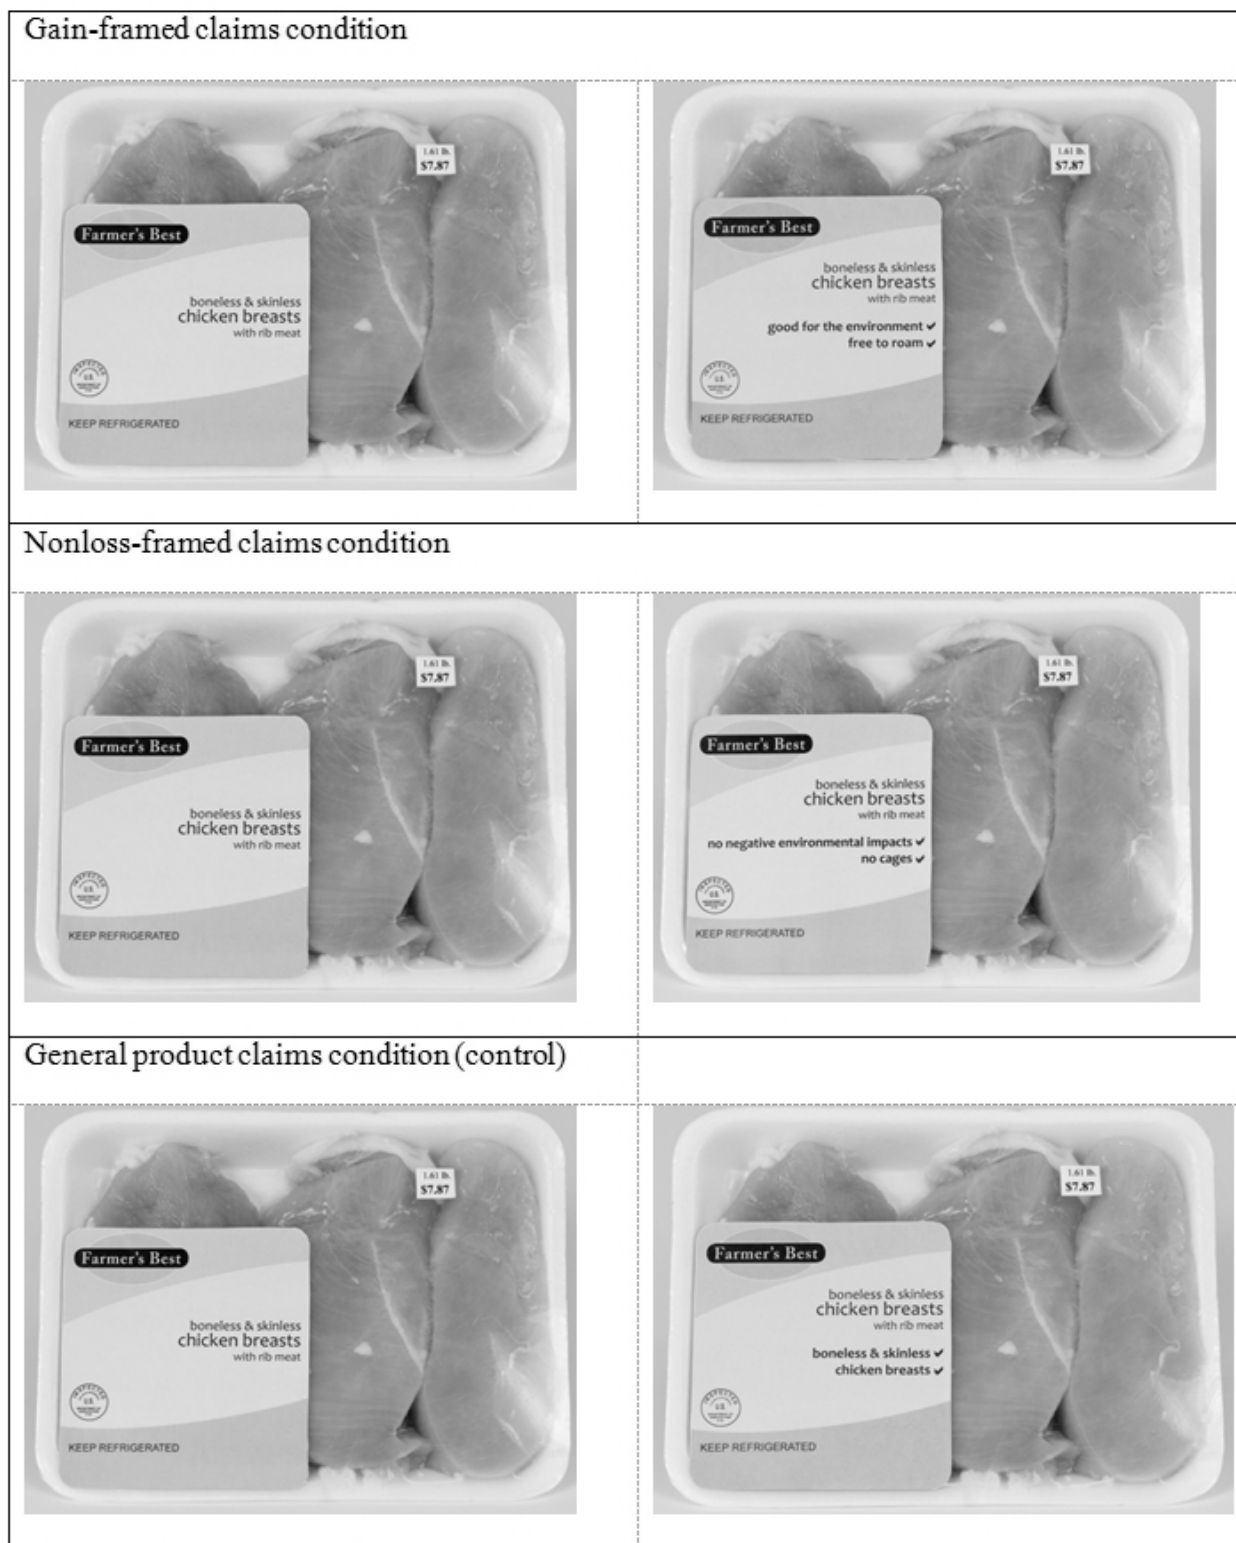 Gain-framed claims condition
1.61 lb.
$7.87
Farmer's Best
boneless & skinless
chicken breasts
with rib meat
INSPECTED
U.S.
KEEP REFRIGERATED
1.61 lb.
$7.87
Farmer's Best
boneless & skinless
chicken breasts
with rib meat
good for the environment ✓
free to roam ✓
INSPECTED
U.S.
KEEP REFRIGERATED
Nonloss-framed claims condition
1.61 lb.
$7.87
Farmer's Best
boneless & skinless
chicken breasts
with rib meat
INSPECTED
U.S.
KEEP REFRIGERATED
1.61 lb.
$7.87
Farmer's Best
boneless & skinless
chicken breasts
with rib meat
no negative environmental impacts ✓
no cages ✓
INSPECTED
U.S.
KEEP REFRIGERATED
General product claims condition (control)
1.61 lb.
$7.87
Farmer's Best
boneless & skinless
chicken breasts
with rib meat
INSPECTED
U.S.
KEEP REFRIGERATED
1.61 lb.
$7.87
Farmer's Best
boneless & skinless
chicken breasts
with rib meat
boneless & skinless ✓
chicken breasts ✓
INSPECTED
U.S.
KEEP REFRIGERATED